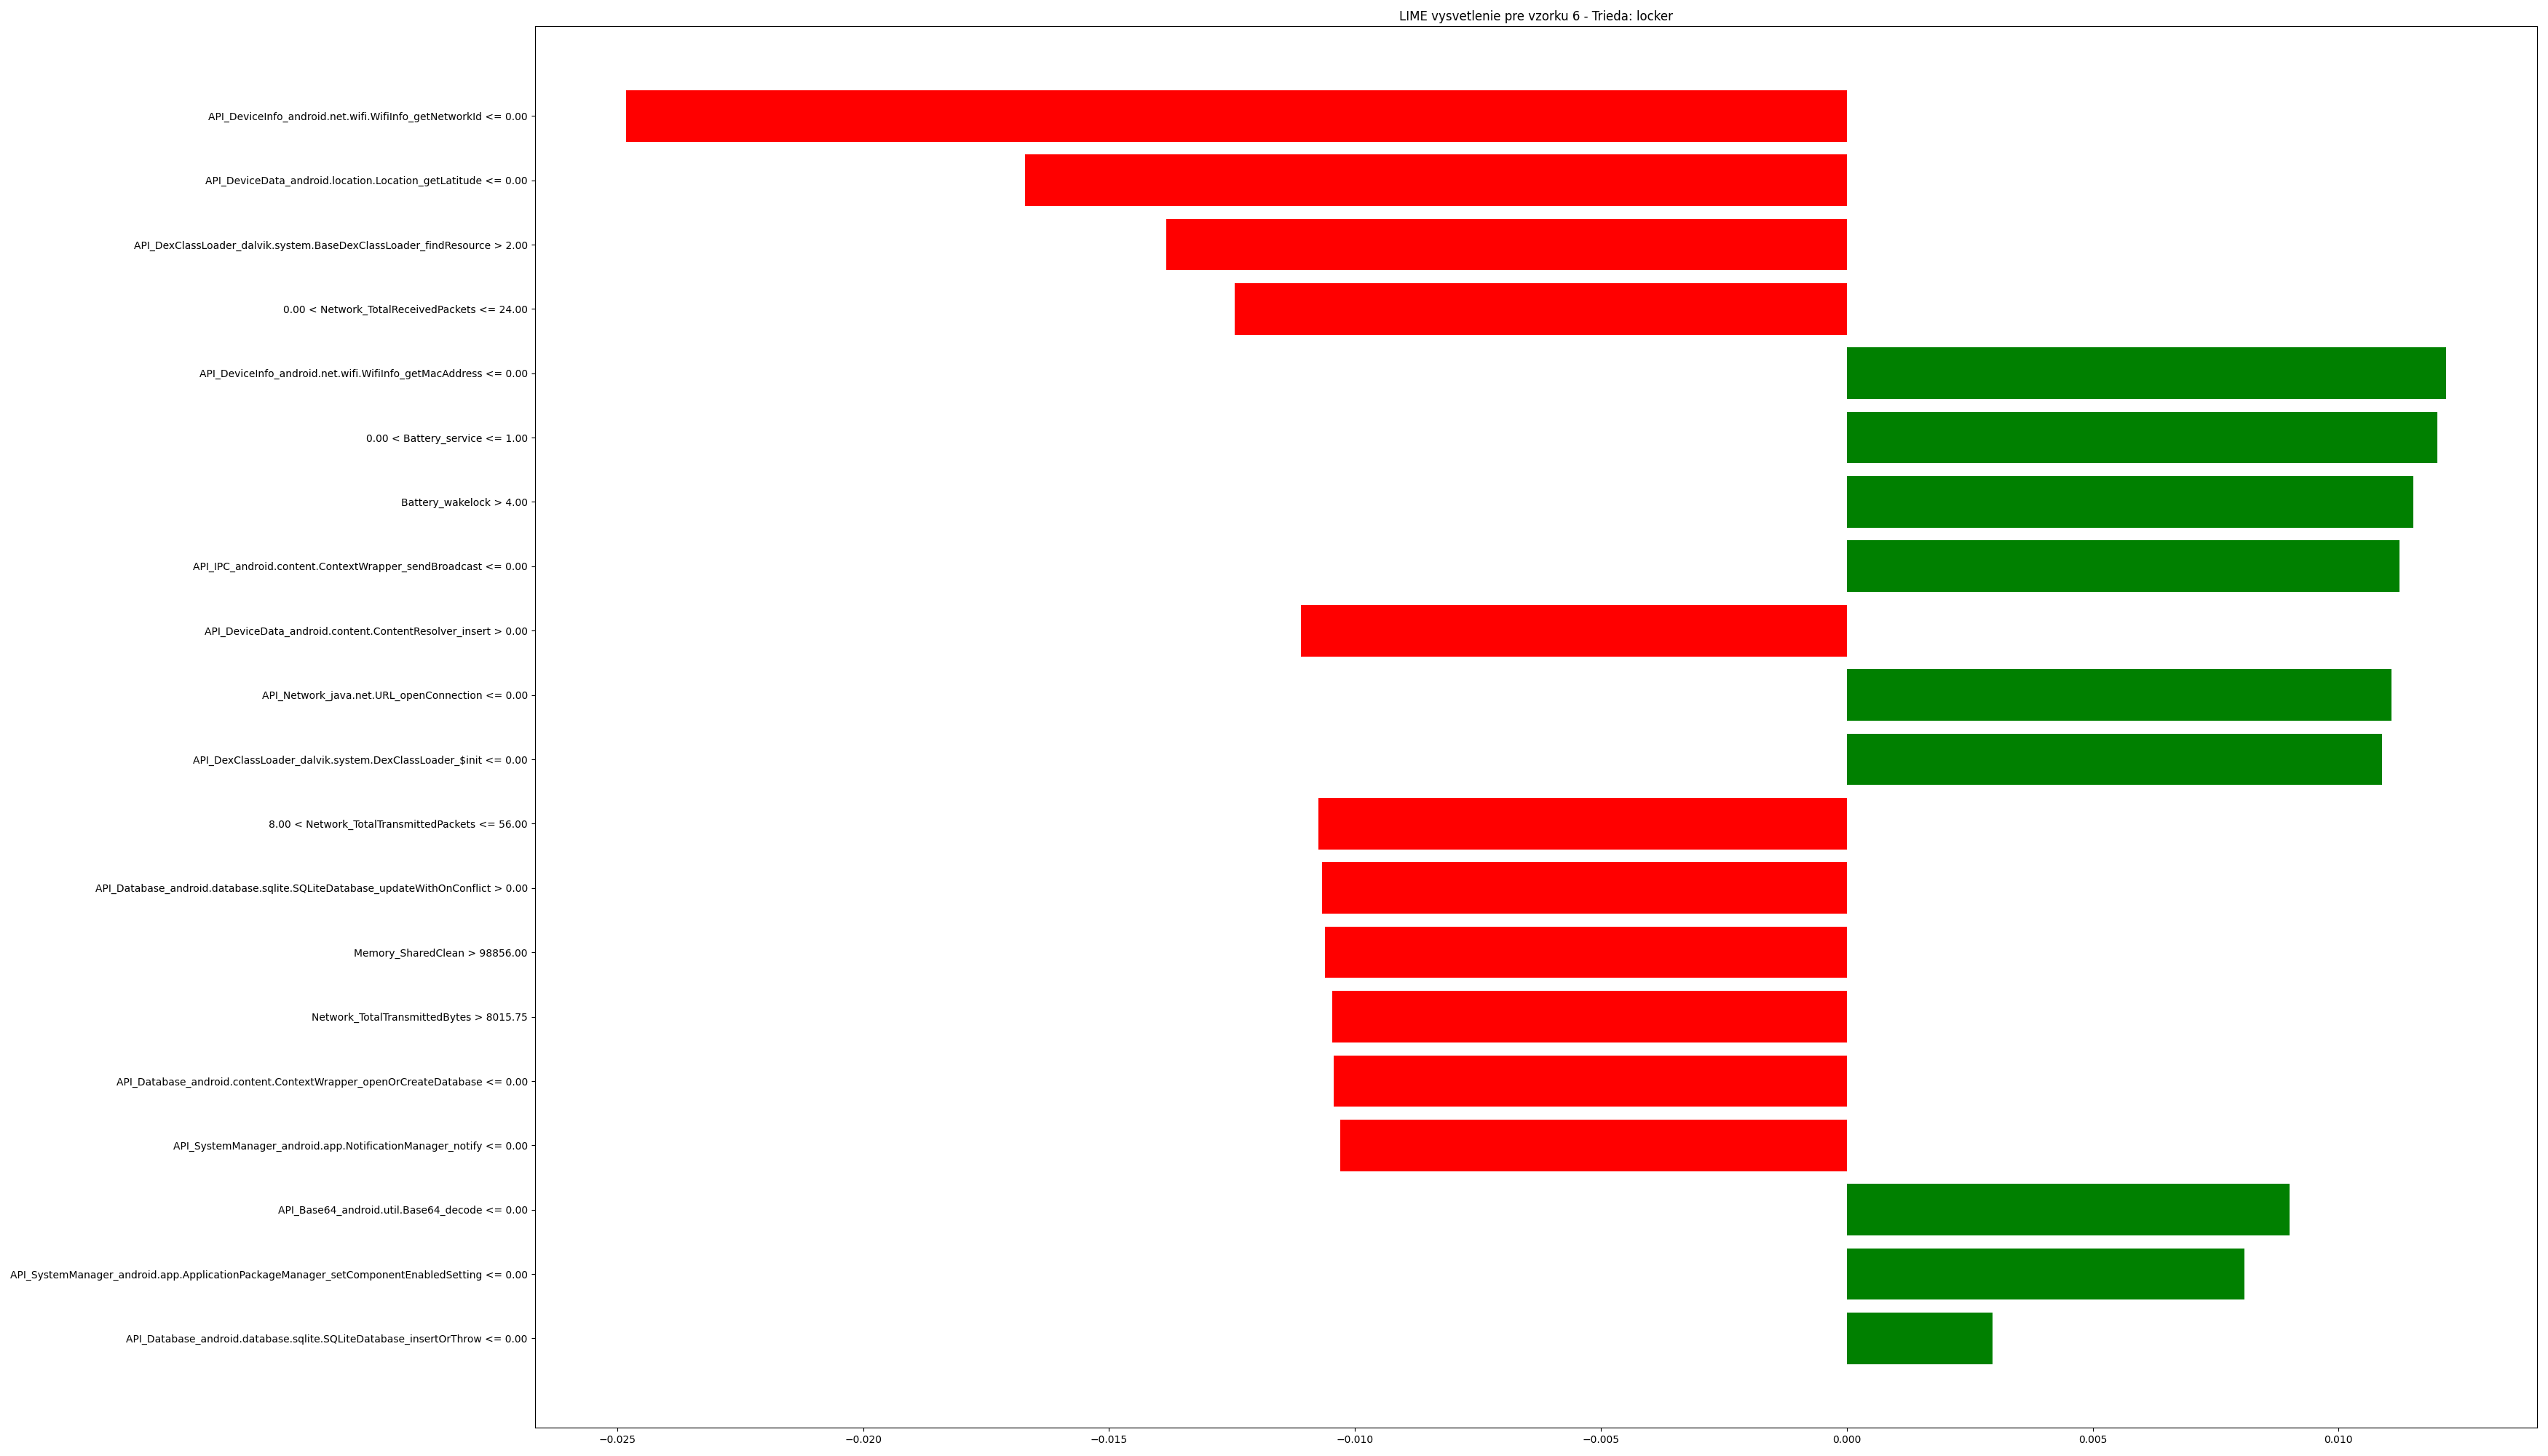 LIME vysvetlenie pre vzorku 6 - Trieda: locker
API_DeviceInfo_android.net.wifi.WifiInfo_getNetworkId <= 0.00
API_DeviceData_android.location.Location_getLatitude <= 0.00
API_DexClassLoader_dalvik.system.BaseDexClassLoader_findResource > 2.00
0.00 < Network_TotalReceivedPackets <= 24.00
API_DeviceInfo_android.net.wifi.WifiInfo_getMacAddress <= 0.00
0.00 < Battery_service <= 1.00
Battery_wakelock > 4.00
API_IPC_android.content.ContextWrapper_sendBroadcast <= 0.00
API_DeviceData_android.content.ContentResolver_insert > 0.00
API_Network_java.net.URL_openConnection <= 0.00
API_DexClassLoader_dalvik.system.DexClassLoader_$init <= 0.00
8.00 < Network_TotalTransmittedPackets <= 56.00
API_Database_android.database.sqlite.SQLiteDatabase_updateWithOnConflict > 0.00
Memory_SharedClean > 98856.00
Network_TotalTransmittedBytes > 8015.75
API_Database_android.content.ContextWrapper_openOrCreateDatabase <= 0.00
API_SystemManager_android.app.NotificationManager_notify <= 0.00
API_Base64_android.util.Base64_decode <= 0.00
API_SystemManager_android.app.ApplicationPackageManager_setComponentEnabledSetting <= 0.00
API_Database_android.database.sqlite.SQLiteDatabase_insertOrThrow <= 0.00
−0.025 −0.020 −0.015 −0.010 −0.005 0.000 0.005 0.010